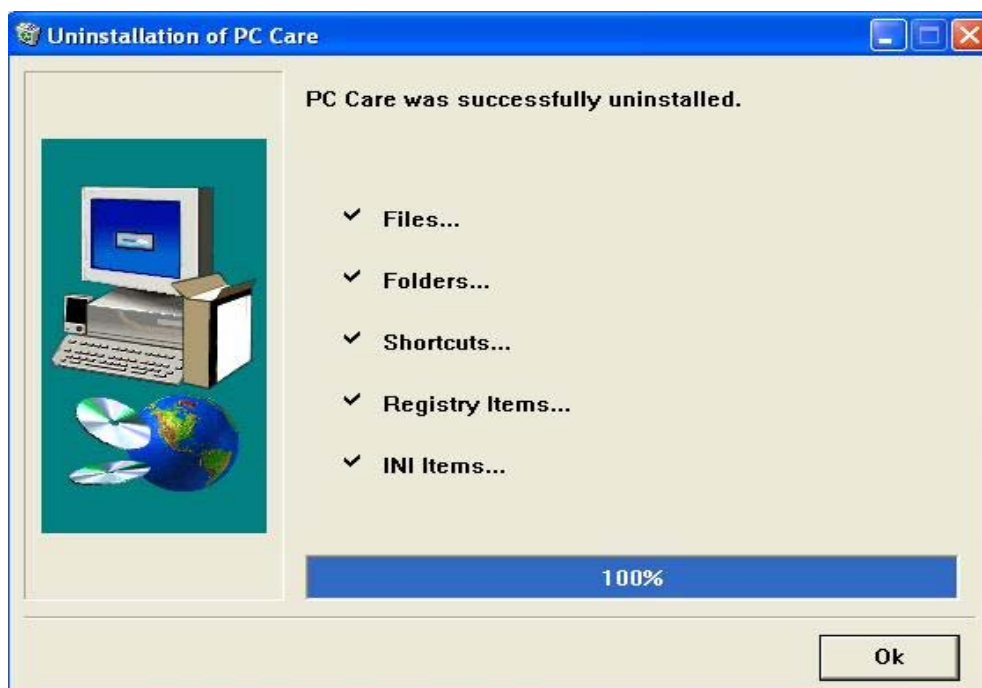 Uninstallation of PC Care
PC Care was successfully uninstalled.
Files...
Folders...
Shortcuts...
Registry Items...
INI Items...
100%
Ok